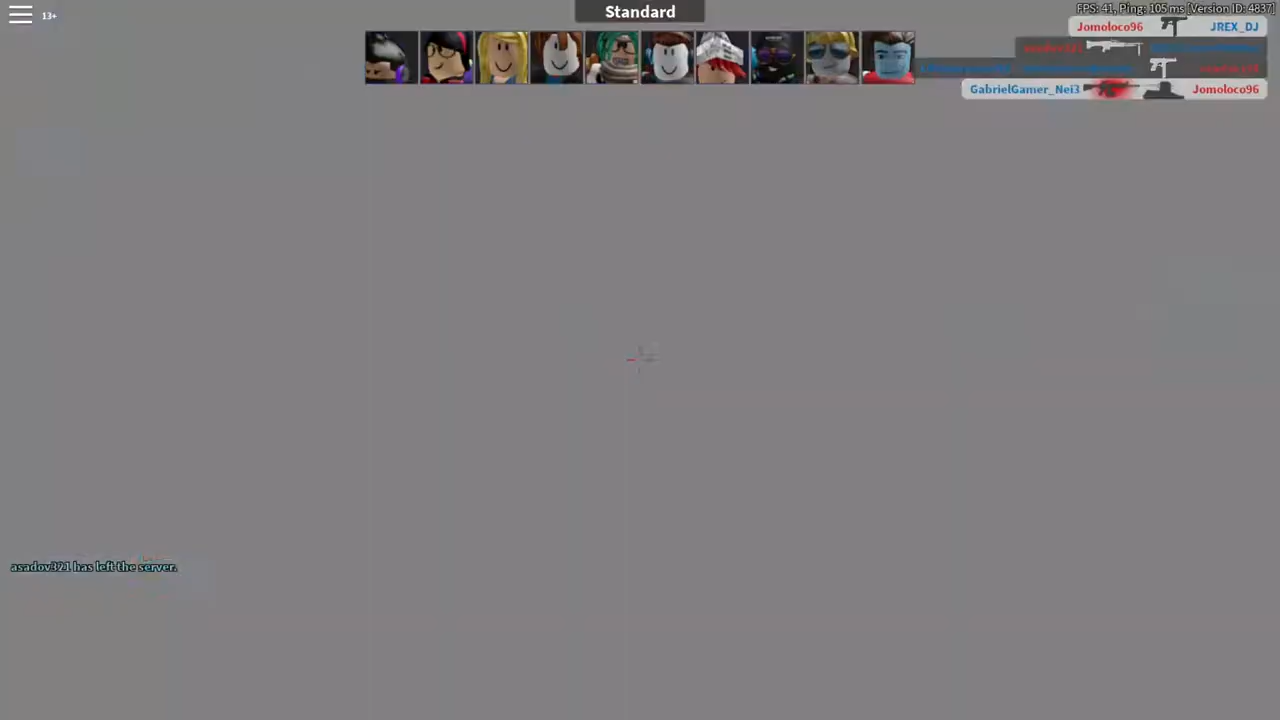 13+
Standard
FPS: 41, Ping: 105 ms [Version ID: 4837]
Jomoloco96 JREX_DJ
asadov321
GabrielGamer_Nei3 Jomoloco96
asadov321 has left the server.